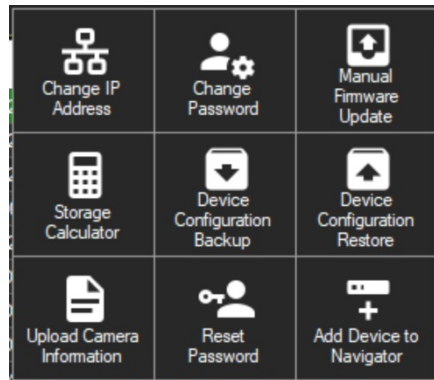 Change IP
Address
Change
Password
Manual
Firmware
Update
Storage
Calculator
Device
Configuration
Backup
Device
Configuration
Restore
Upload Camera
Information
Reset
Password
Add Device to
Navigator